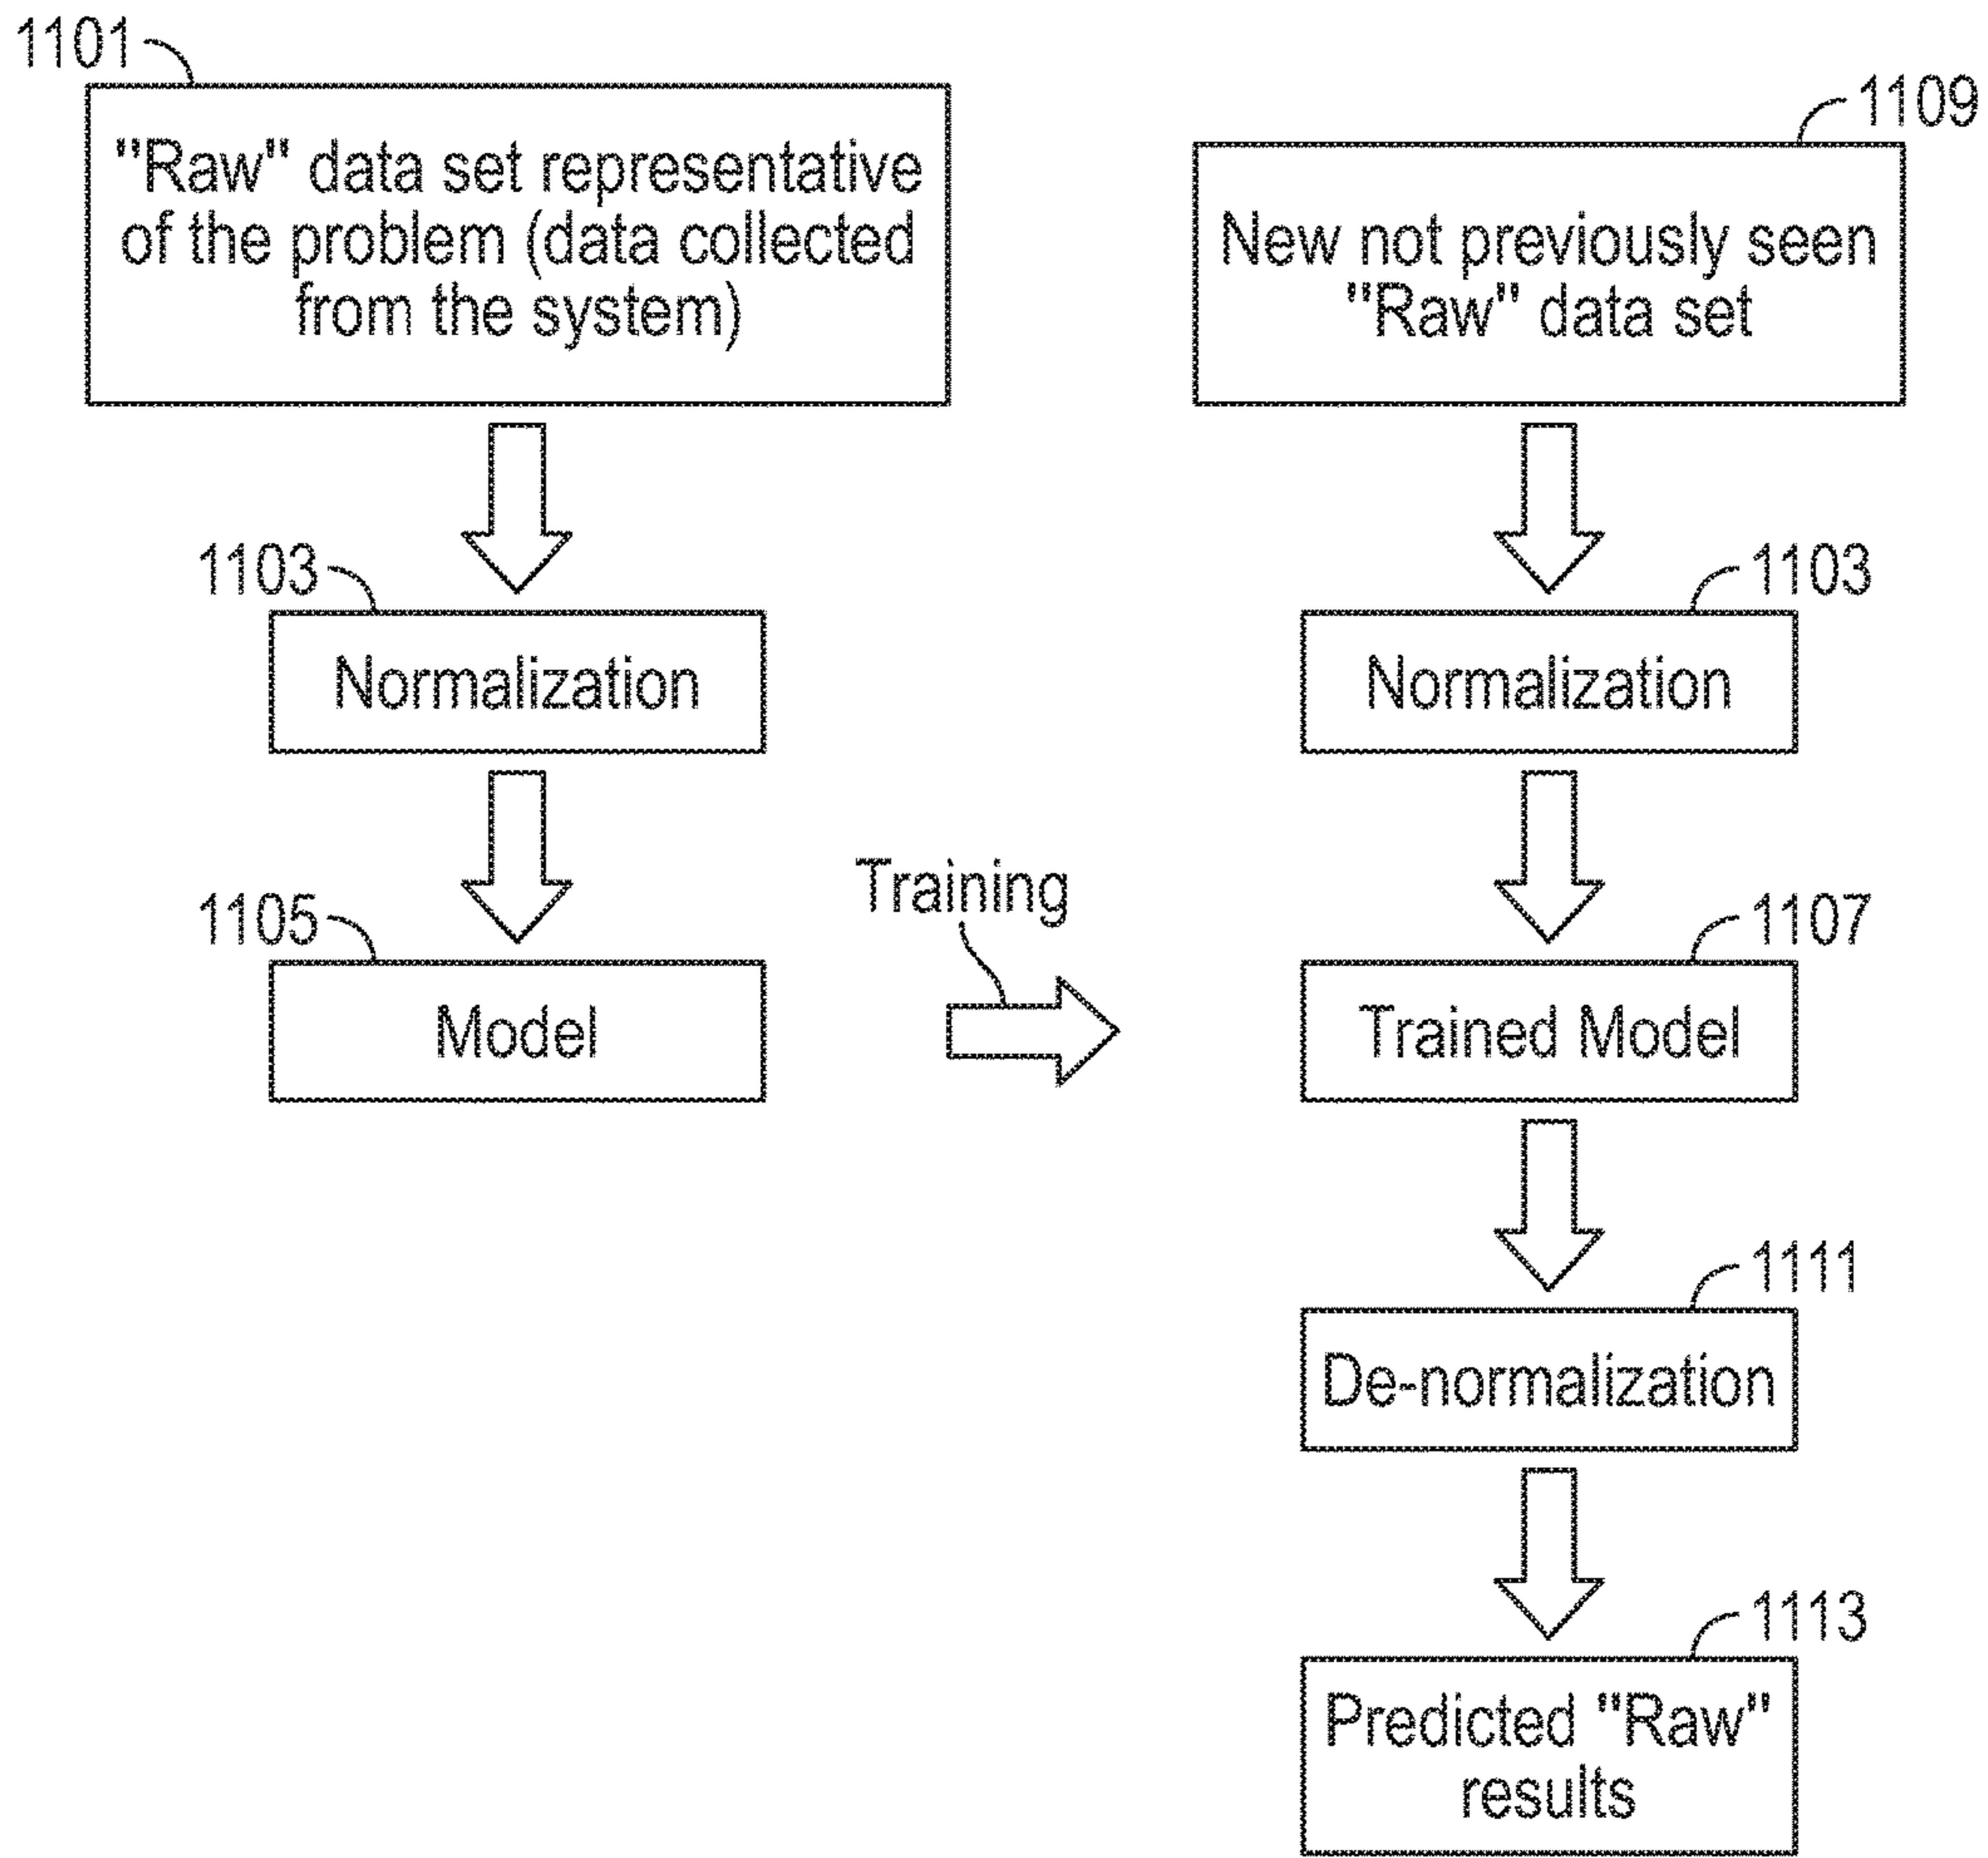 1101
"Raw" data set representative
of the problem (data collected
from the system)
1103
Normalization
1105
Model
Training
1109
New not previously seen
"Raw" data set
1103
Normalization
1107
Trained Model
1111
De-normalization
1113
Predicted "Raw"
results